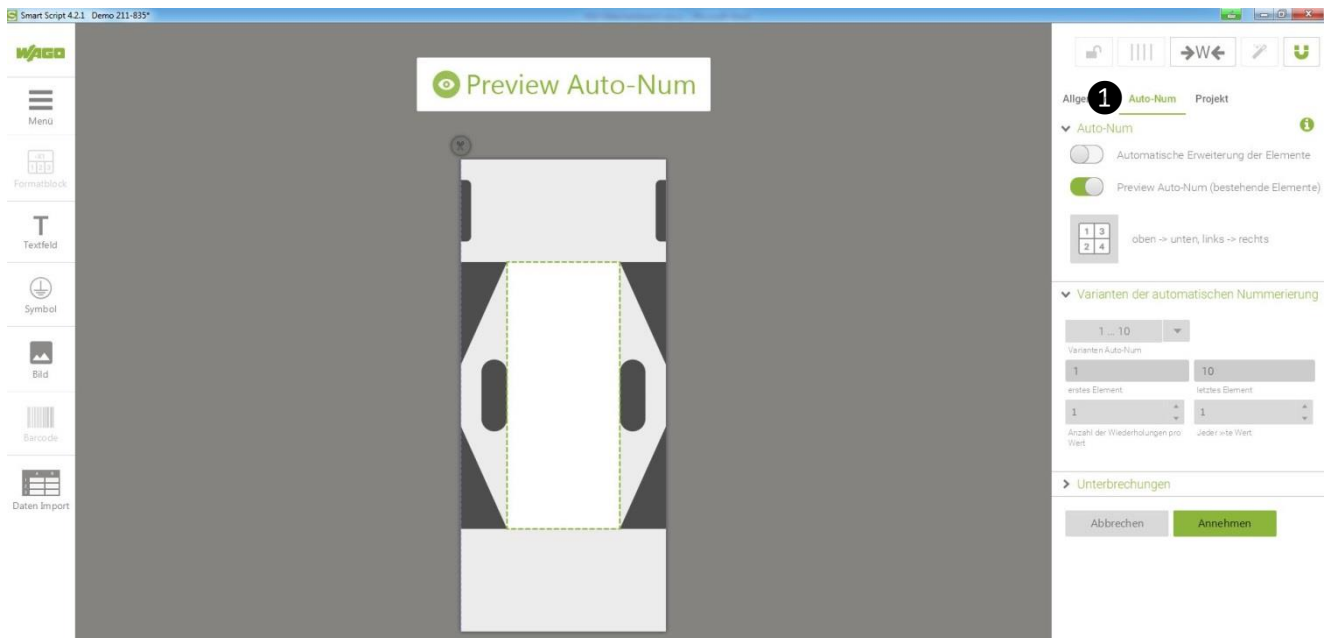 Smart Script 4.2.1 Demo 211-835*
WAGO
Menü
Formatblock
Textfeld
Symbol
Bild
Barcode
Daten Import
Preview Auto-Num
W
1 Auto-Num Projekt
Auto-Num
Automatische Erweiterung der Elemente
Preview Auto-Num (bestehende Elemente)
1 3
2 4
oben -> unten, links -> rechts
Varianten der automatischen Nummerierung
1 ... 10
Varianten Auto-Num
1 10
erstes Element letztes Element
1 1
Anzahl der Wiederholungen pro Wert
Jeder n-te Wert
Unterbrechungen
Abbrechen Annehmen